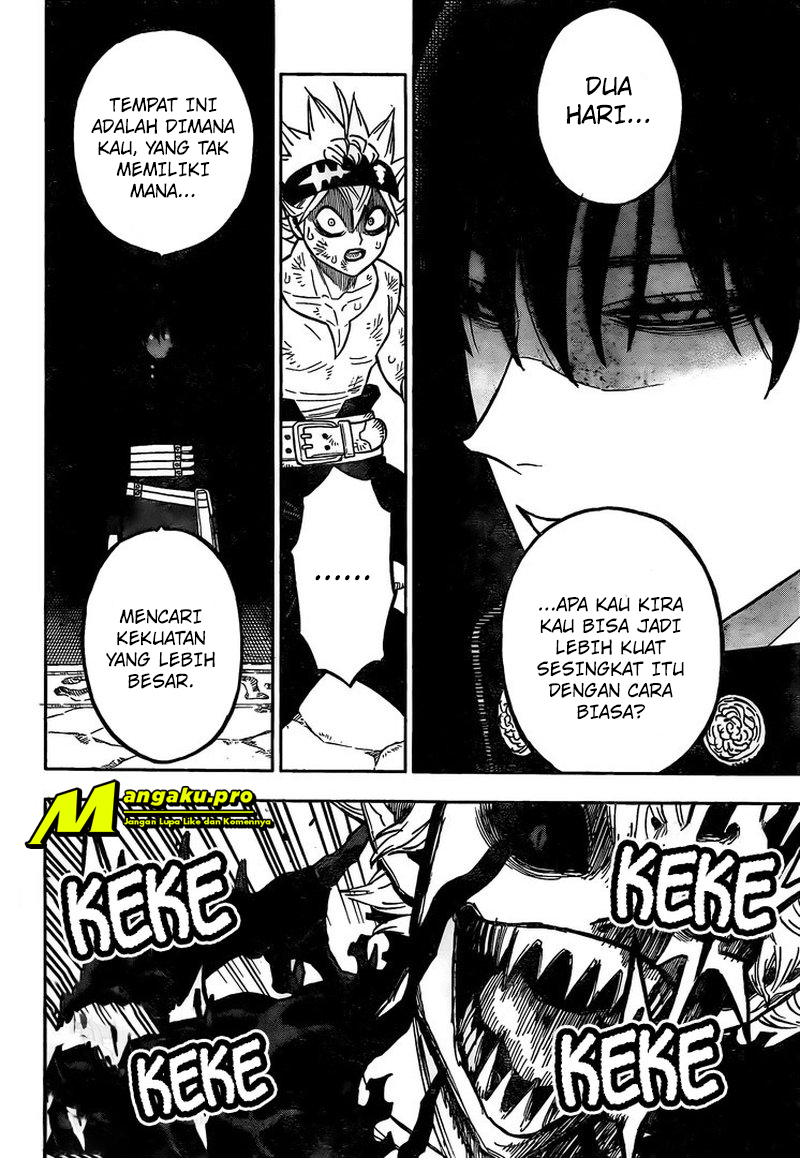 DUA
HARI...
...APA KAU KIRA
KAU BISA JADI
LEBIH KUAT
SESINGKAT ITU
DENGAN CARA
BIASA?
......
TEMPAT INI
ADALAH DIMANA
KAU, YANG TAK
MEMILIKI
MANA...
MENCARI
KEKUATAN
YANG LEBIH
BESAR.
Mangaku.pro
Jangan Lupa Like dan Komennya
KEKE
KEKE
KEKE
KEKE